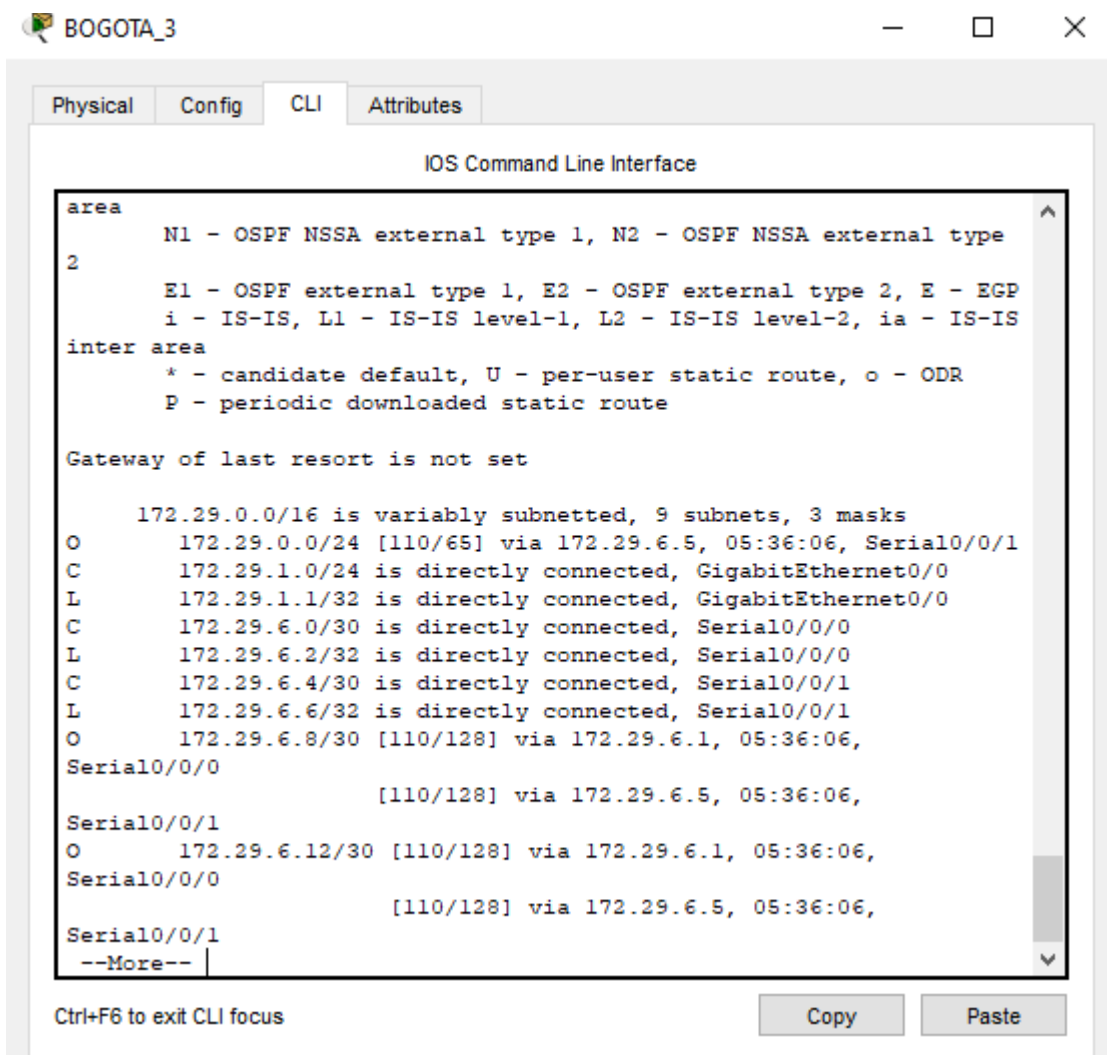 BOGOTA_3
Physical Config CLI Attributes
IOS Command Line Interface
area
N1 - OSPF NSSA external type 1, N2 - OSPF NSSA external type
2
E1 - OSPF external type 1, E2 - OSPF external type 2, E - EGP
i - IS-IS, L1 - IS-IS level-1, L2 - IS-IS level-2, ia - IS-IS
inter area
* - candidate default, U - per-user static route, o - ODR
P - periodic downloaded static route
Gateway of last resort is not set
172.29.0.0/16 is variably subnetted, 9 subnets, 3 masks
O 172.29.0.0/24 [110/65] via 172.29.6.5, 05:36:06, Serial0/0/1
C 172.29.1.0/24 is directly connected, GigabitEthernet0/0
L 172.29.1.1/32 is directly connected, GigabitEthernet0/0
C 172.29.6.0/30 is directly connected, Serial0/0/0
L 172.29.6.2/32 is directly connected, Serial0/0/0
C 172.29.6.4/30 is directly connected, Serial0/0/1
L 172.29.6.6/32 is directly connected, Serial0/0/1
O 172.29.6.8/30 [110/128] via 172.29.6.1, 05:36:06,
Serial0/0/0
[110/128] via 172.29.6.5, 05:36:06,
Serial0/0/1
O 172.29.6.12/30 [110/128] via 172.29.6.1, 05:36:06,
Serial0/0/0
[110/128] via 172.29.6.5, 05:36:06,
Serial0/0/1
--More--
Ctrl+F6 to exit CLI focus Copy Paste